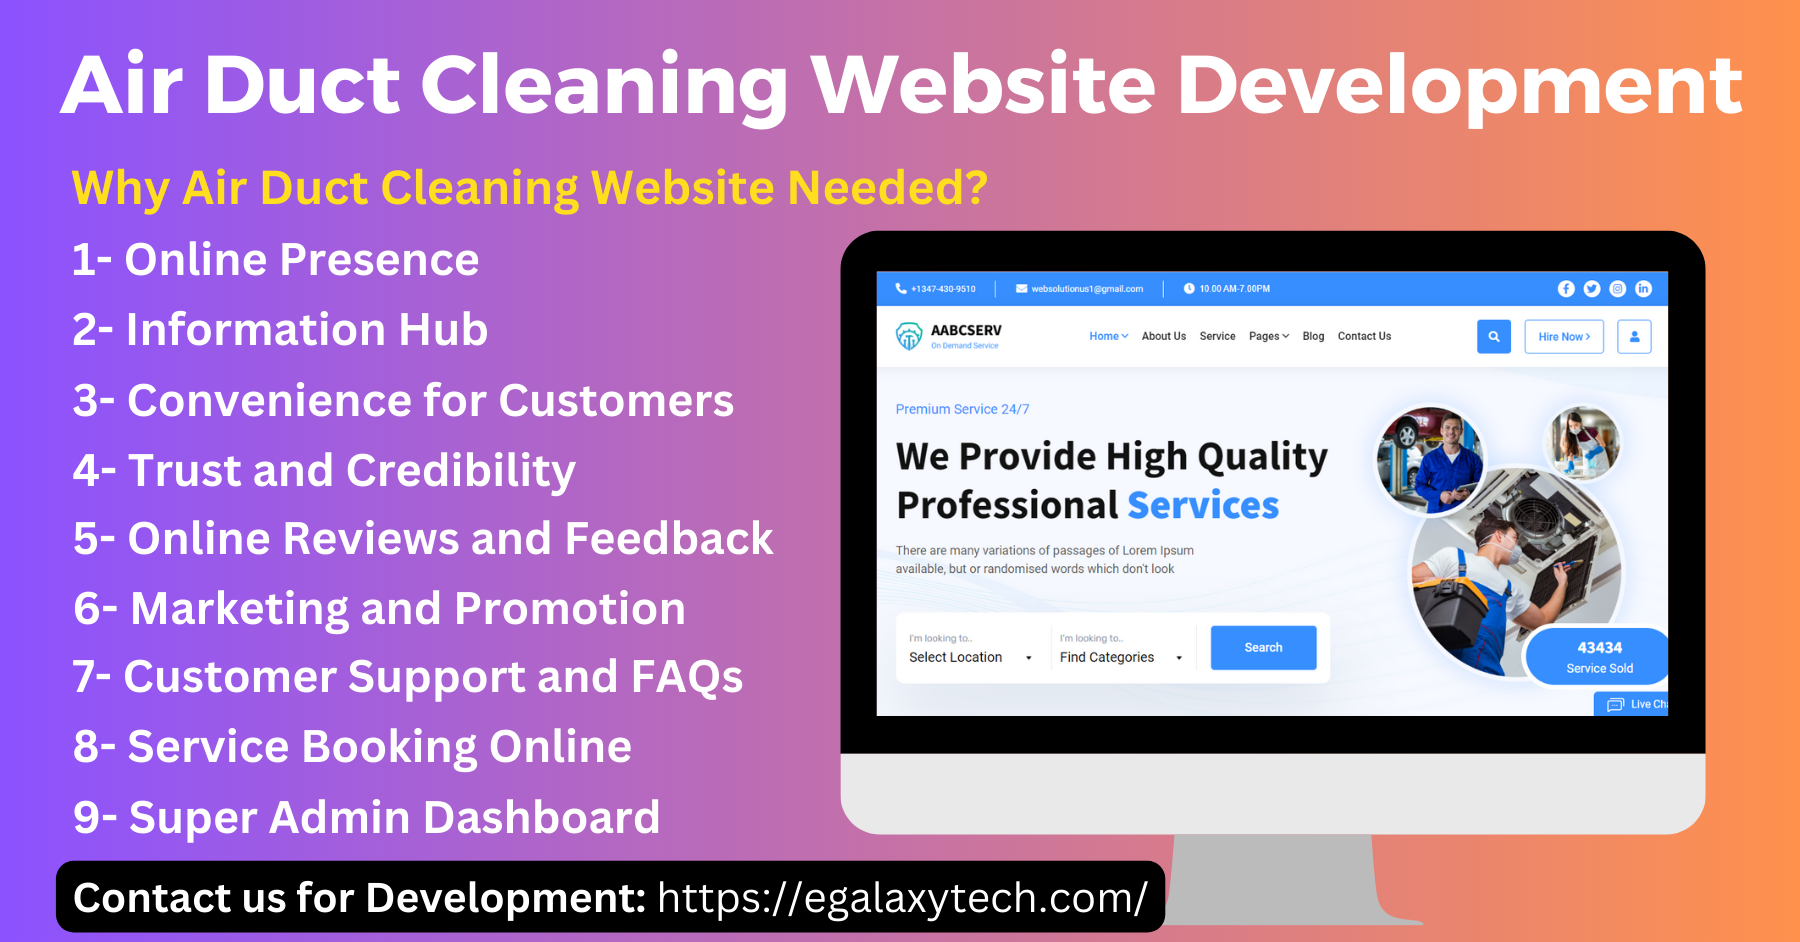 Air Duct Cleaning Website Development
Why Air Duct Cleaning Website Needed?
1- Online Presence
2- Information Hub
3- Convenience for Customers
4- Trust and Credibility
5- Online Reviews and Feedback
6- Marketing and Promotion
7- Customer Support and FAQs
8- Service Booking Online
9- Super Admin Dashboard
Contact us for Development: https://egalaxytech.com/
+1347-430-9510 websolutionus1@gmail.com 10.00 AM-7.00PM
AABCSERV
On Demand Service
Home About Us Service Pages Blog Contact Us
Hire Now
Premium Service 24/7
We Provide High Quality
Professional Services
There are many variations of passages of Lorem Ipsum
available, but or randomised words which don't look
I'm looking to.. I'm looking to..
Select Location Find Categories Search
43434
Service Sold
Live Cha